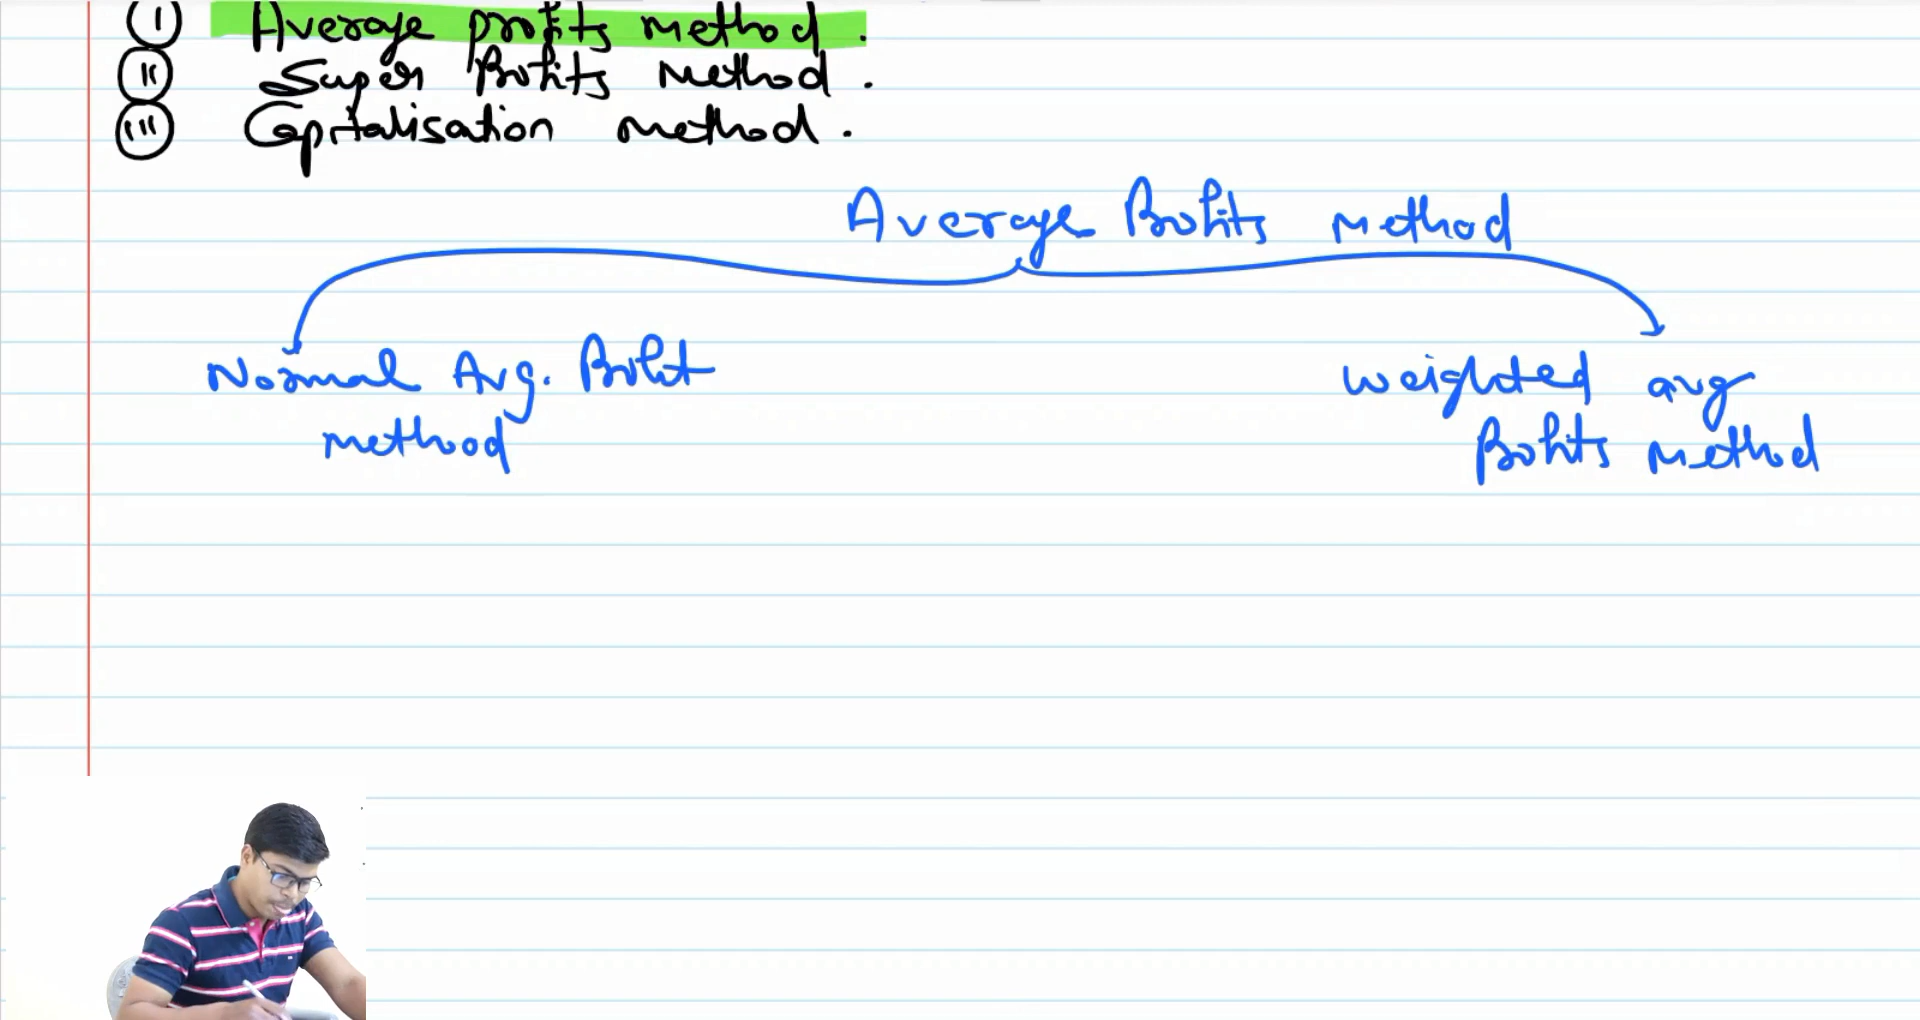 (i) Average profits method.
(ii) Super Profits Method.
(iii) Capitalisation method.
Average Profits Method
Normal Avg. Profit
method
weighted avg
Profits Method